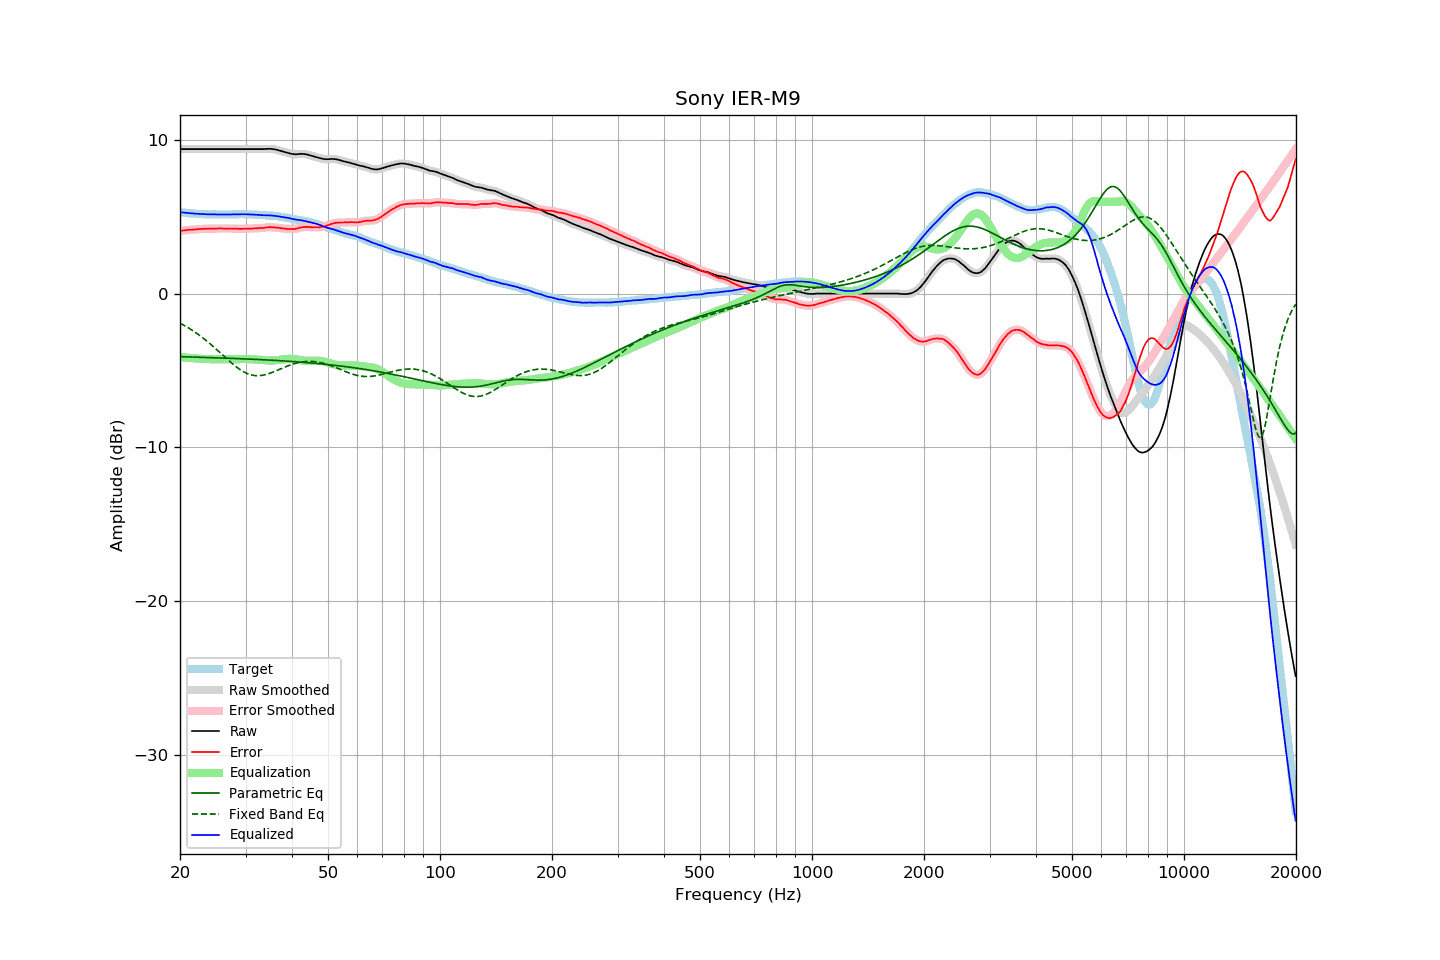 Sony IER-M9
10
0
−10
−20
−30
Amplitude (dBr)
Target
Raw Smoothed
Error Smoothed
Raw
Error
Equalization
Parametric Eq
Fixed Band Eq
Equalized
20 50 100 200 500 1000 2000 5000 10000 20000
Frequency (Hz)